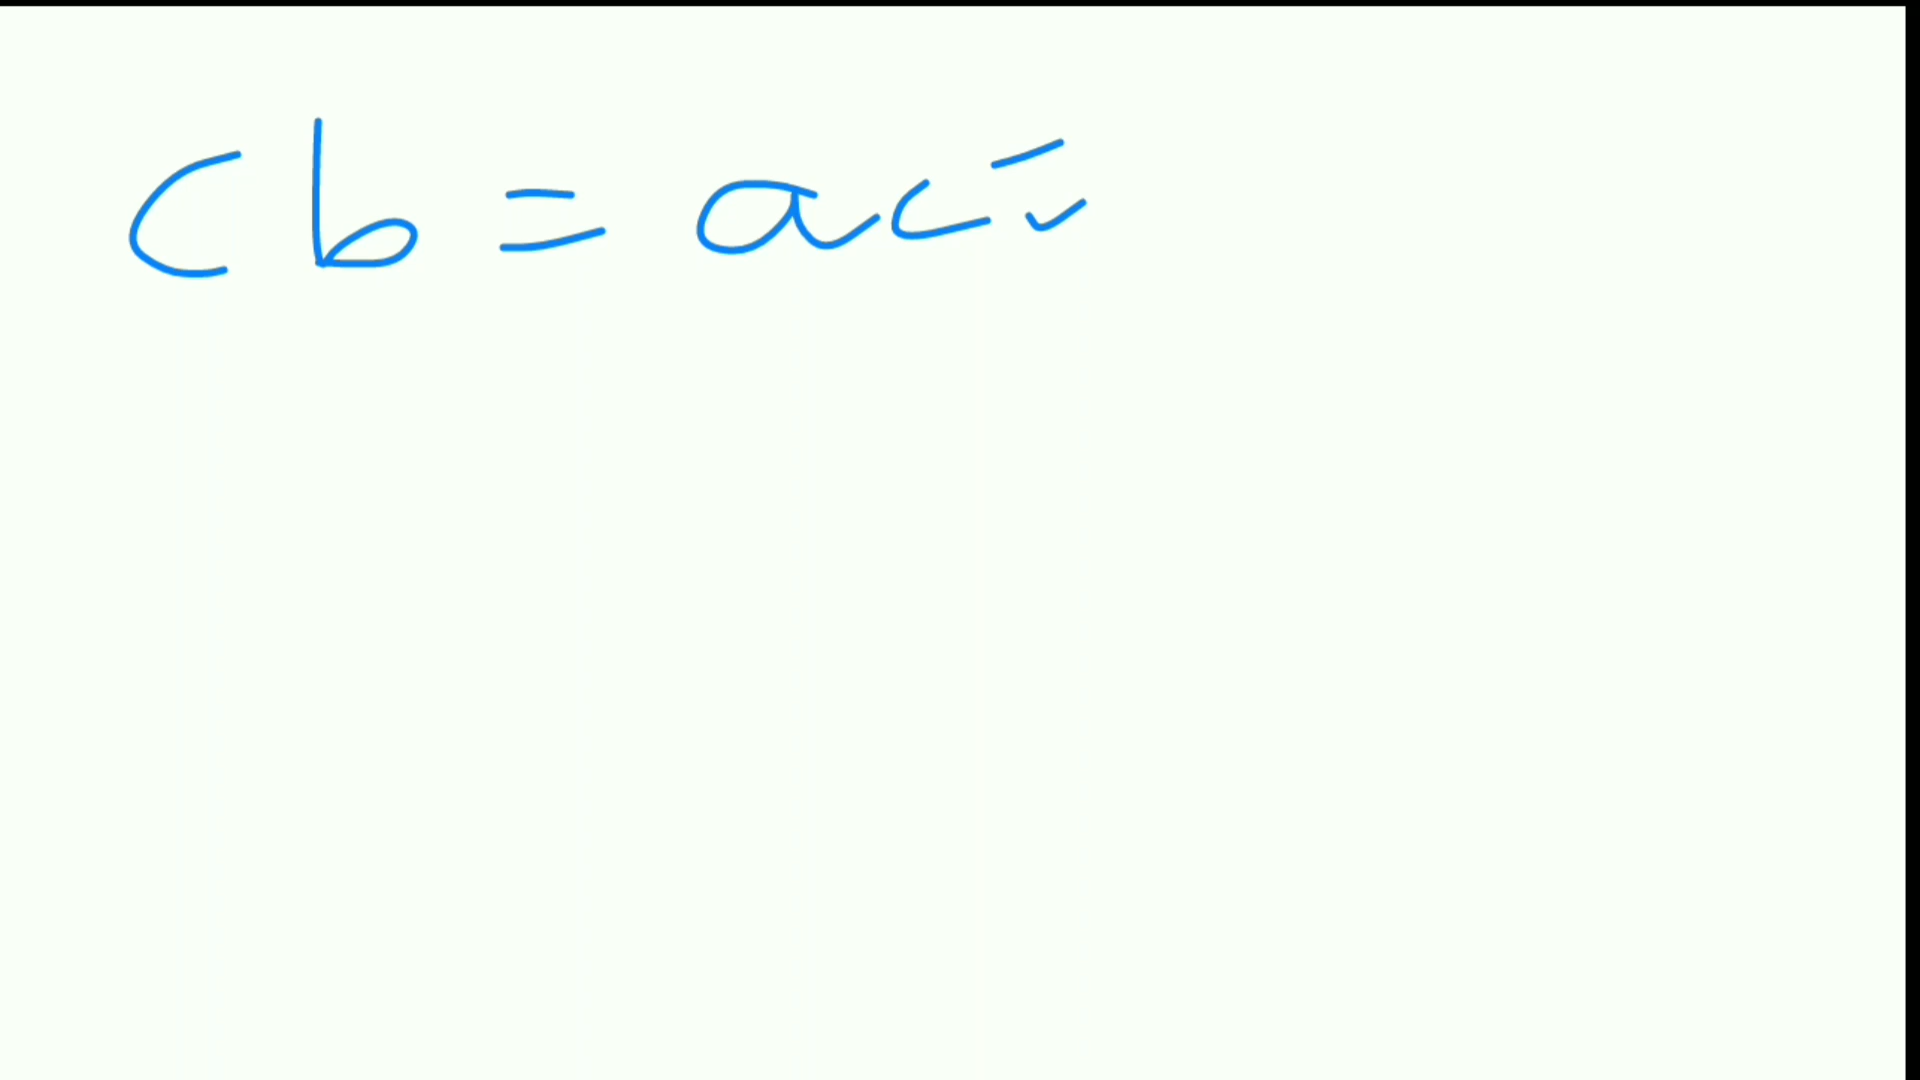 cb = ac